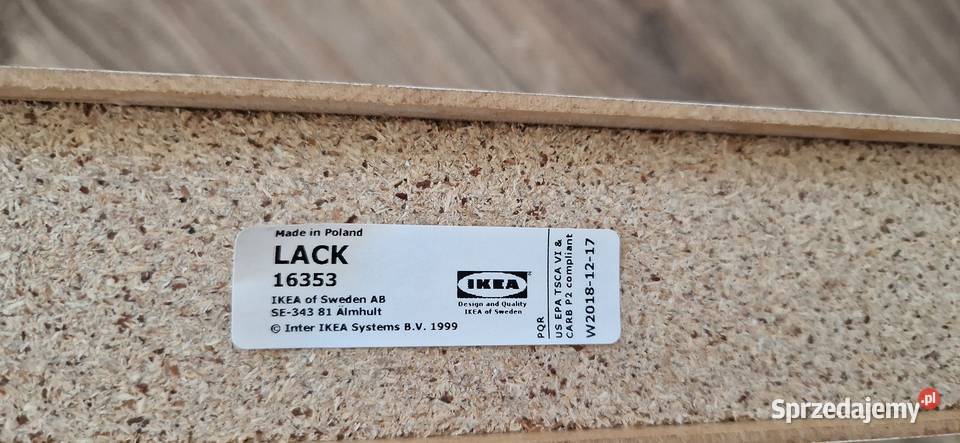 Made in Poland
LACK
16353
IKEA of Sweden AB
SE-343 81 Älmhult
© Inter IKEA Systems B.V. 1999
IKEA
Design and Quality
IKEA of Sweden
PQR
US EPA TSCA VI &
CARB P2 compliant
W2018-12-17
Sprzedajemy.pl